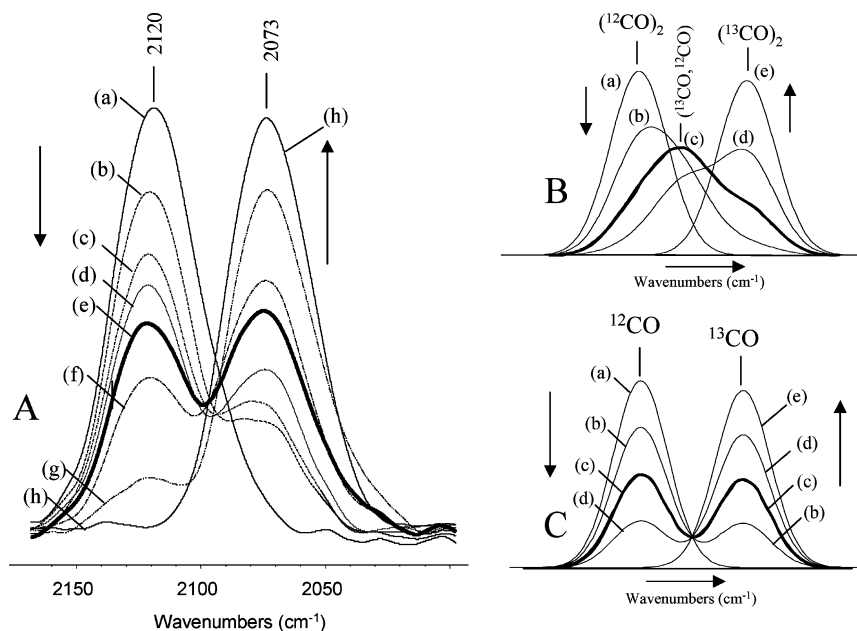 2120
2073
(a)
(h)
(b)
(c)
(d)
(e)
(f)
(g)
(h)
A
2150 2100 2050
Wavenumbers (cm⁻¹)
(¹²CO)₂
(¹³CO,¹²CO)
(¹³CO)₂
(a)
(e)
(b)
(c)
(d)
B
Wavenumbers (cm⁻¹)
¹²CO ¹³CO
(a)
(e)
(b)
(d)
(c)
(c)
(d)
(b)
C
Wavenumbers (cm⁻¹)